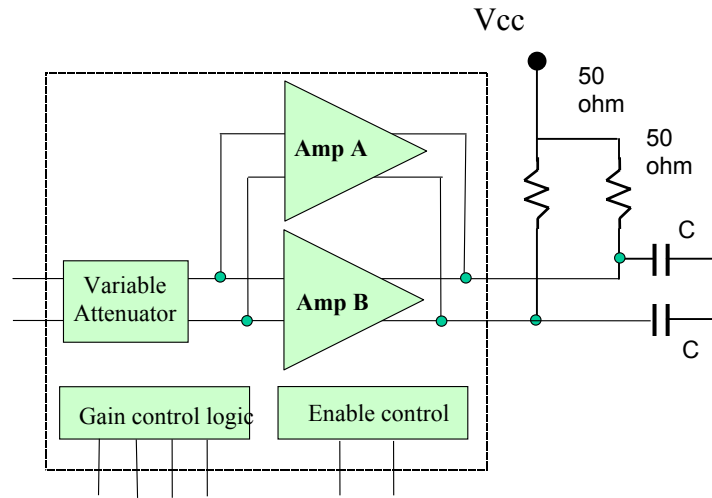 Vcc
50
ohm
50
ohm
Amp A
C
Variable
Attenuator
Amp B
C
Gain control logic
Enable control